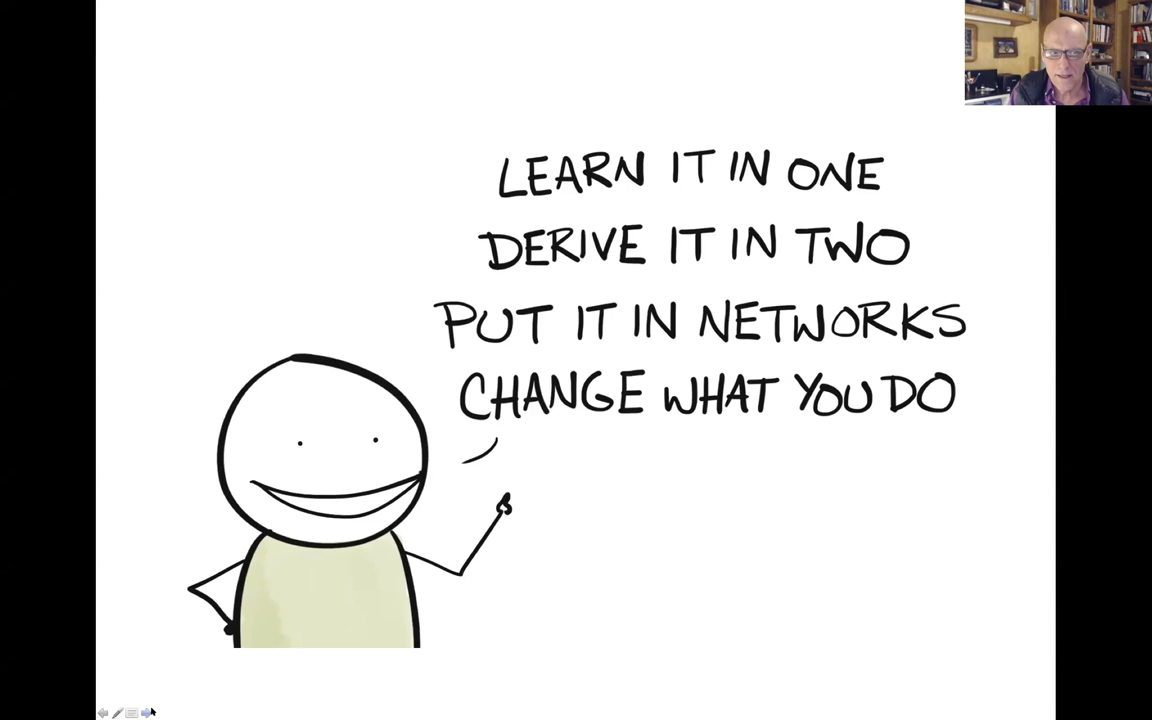 LEARN IT IN ONE
DERIVE IT IN TWO
PUT IT IN NETWORKS
CHANGE WHAT YOU DO